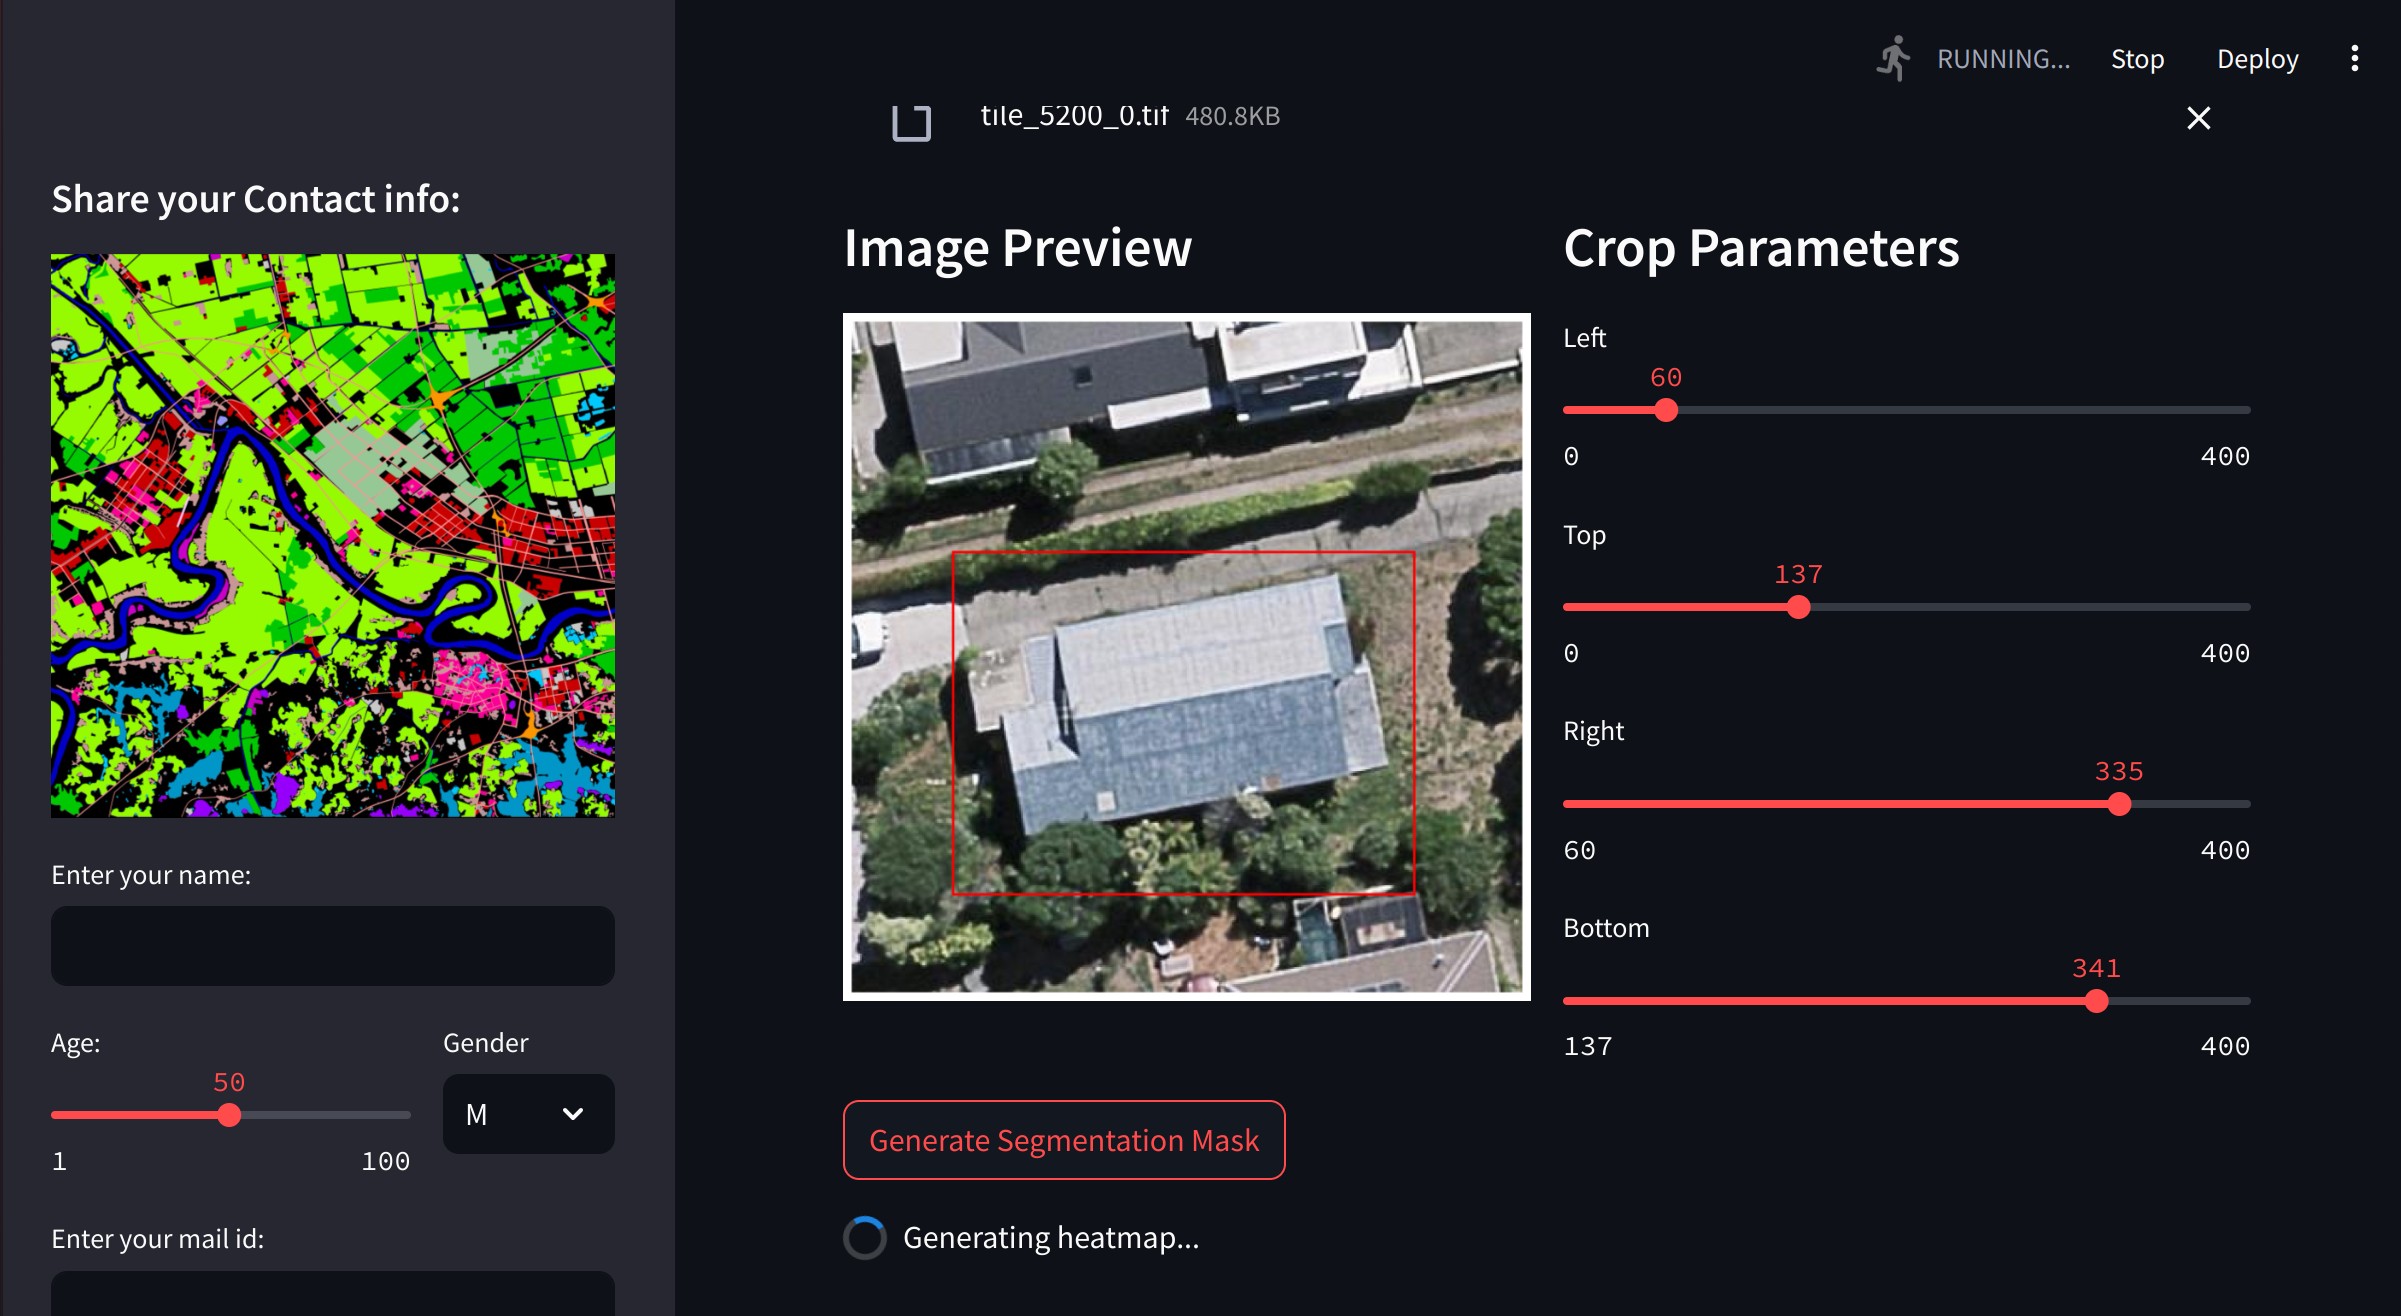 RUNNING...
Stop
Deploy
tile_5200_0.tif 480.8KB
Share your Contact info:
Enter your name:
Age:
50
1
100
Gender
M
Enter your mail id:
Image Preview
Crop Parameters
Left
60
0
400
Top
137
0
400
Right
335
60
400
Bottom
341
137
400
Generate Segmentation Mask
Generating heatmap...